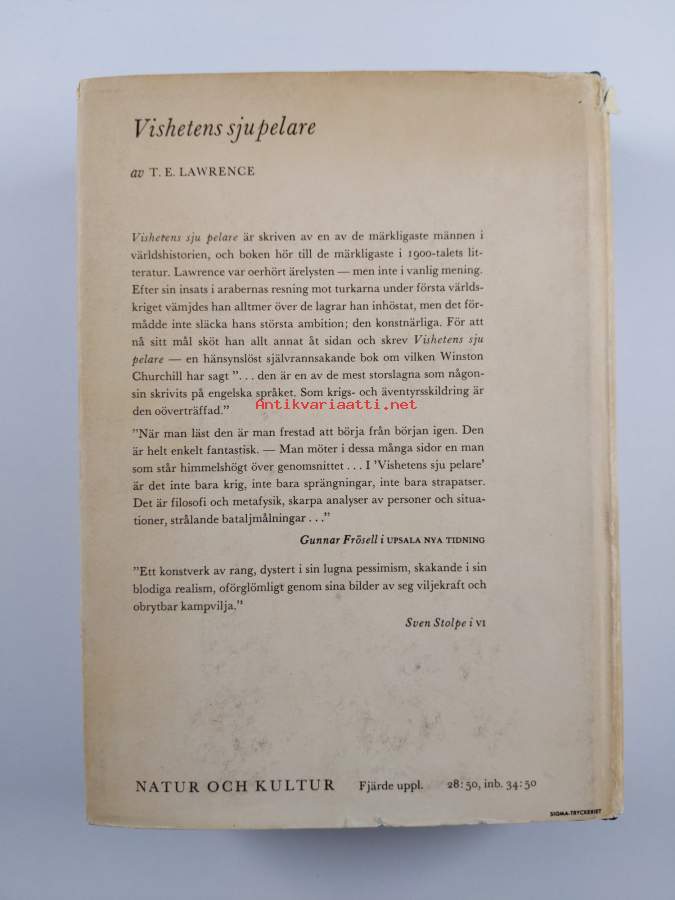 Vishetens sju pelare
av T. E. LAWRENCE
Vishetens sju pelare är skriven av en av de märkligaste männen i
världshistorien, och boken hör till de märkligaste i 1900-talets lit-
teratur. Lawrence var oerhört ärelysten — men inte i vanlig mening.
Efter sin insats i arabernas resning mot turkarna under första världs-
kriget vämjdes han alltmer över de lagrar han inhöstat, men det för-
mådde inte släcka hans största ambition; den konstnärliga. För att
nå sitt mål sköt han allt annat åt sidan och skrev Vishetens sju
pelare — en hänsynslöst självrannsakande bok om vilken Winston
Churchill har sagt ”. . . den är en av de mest storslagna som någon-
sin skrivits på engelska språket. Som krigs- och äventyrsskildring är
den oöverträffad.”
Antikvariaatti.net
”När man läst den är man frestad att börja från början igen. Den
är helt enkelt fantastisk. — Man möter i dessa många sidor en man
som står himmelshögt över genomsnittet . . . I ’Vishetens sju pelare’
är det inte bara krig, inte bara sprängningar, inte bara strapatser.
Det är filosofi och metafysik, skarpa analyser av personer och situa-
tioner, strålande bataljmålningar . . .”
Gunnar Frösell i UPSALA NYA TIDNING
”Ett konstverk av rang, dystert i sin lugna pessimism, skakande i sin
blodiga realism, oförglömligt genom sina bilder av seg viljekraft och
obrytbar kampvilja.”
Sven Stolpe i VI
NATUR OCH KULTUR Fjärde uppl. 28:50, inb. 34:50
SIGMA-TRYCKERIET